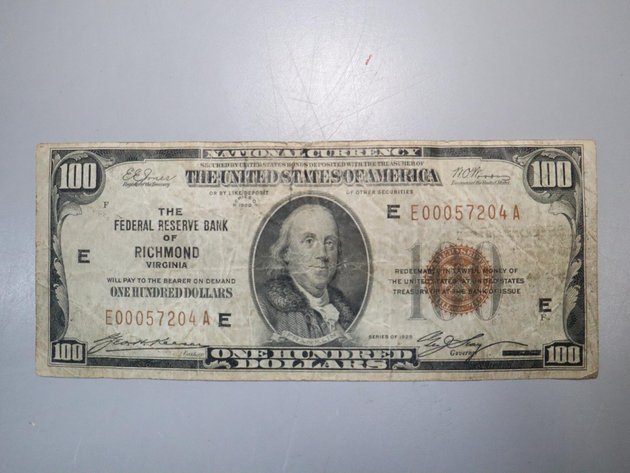 NATIONAL CURRENCY
SECURED BY UNITED STATES BONDS DEPOSITED WITH THE TREASURER OF
THE UNITED STATES OF AMERICA
OR BY LIKE DEPOSIT OF OTHER SECURITIES
100
100
F
E E00057204A
THE
FEDERAL RESERVE BANK
OF
RICHMOND
VIRGINIA
E
WILL PAY TO THE BEARER ON DEMAND
ONE HUNDRED DOLLARS
E00057204A E
100
REDEEMABLE IN LAWFUL MONEY OF
THE UNITED STATES AT UNITED STATES
TREASURY OR AT THE BANK OF ISSUE
E
SERIES OF 1929
Governor
100
ONE HUNDRED
DOLLARS
100